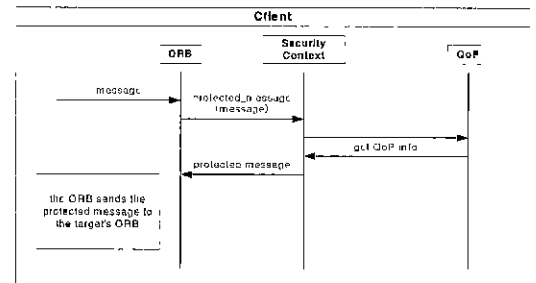 Client
ORB
Security
Context
QoP
message
protected_message
(message)
get QoP info
protected message
the ORB sends the
protected message to
the target's ORB